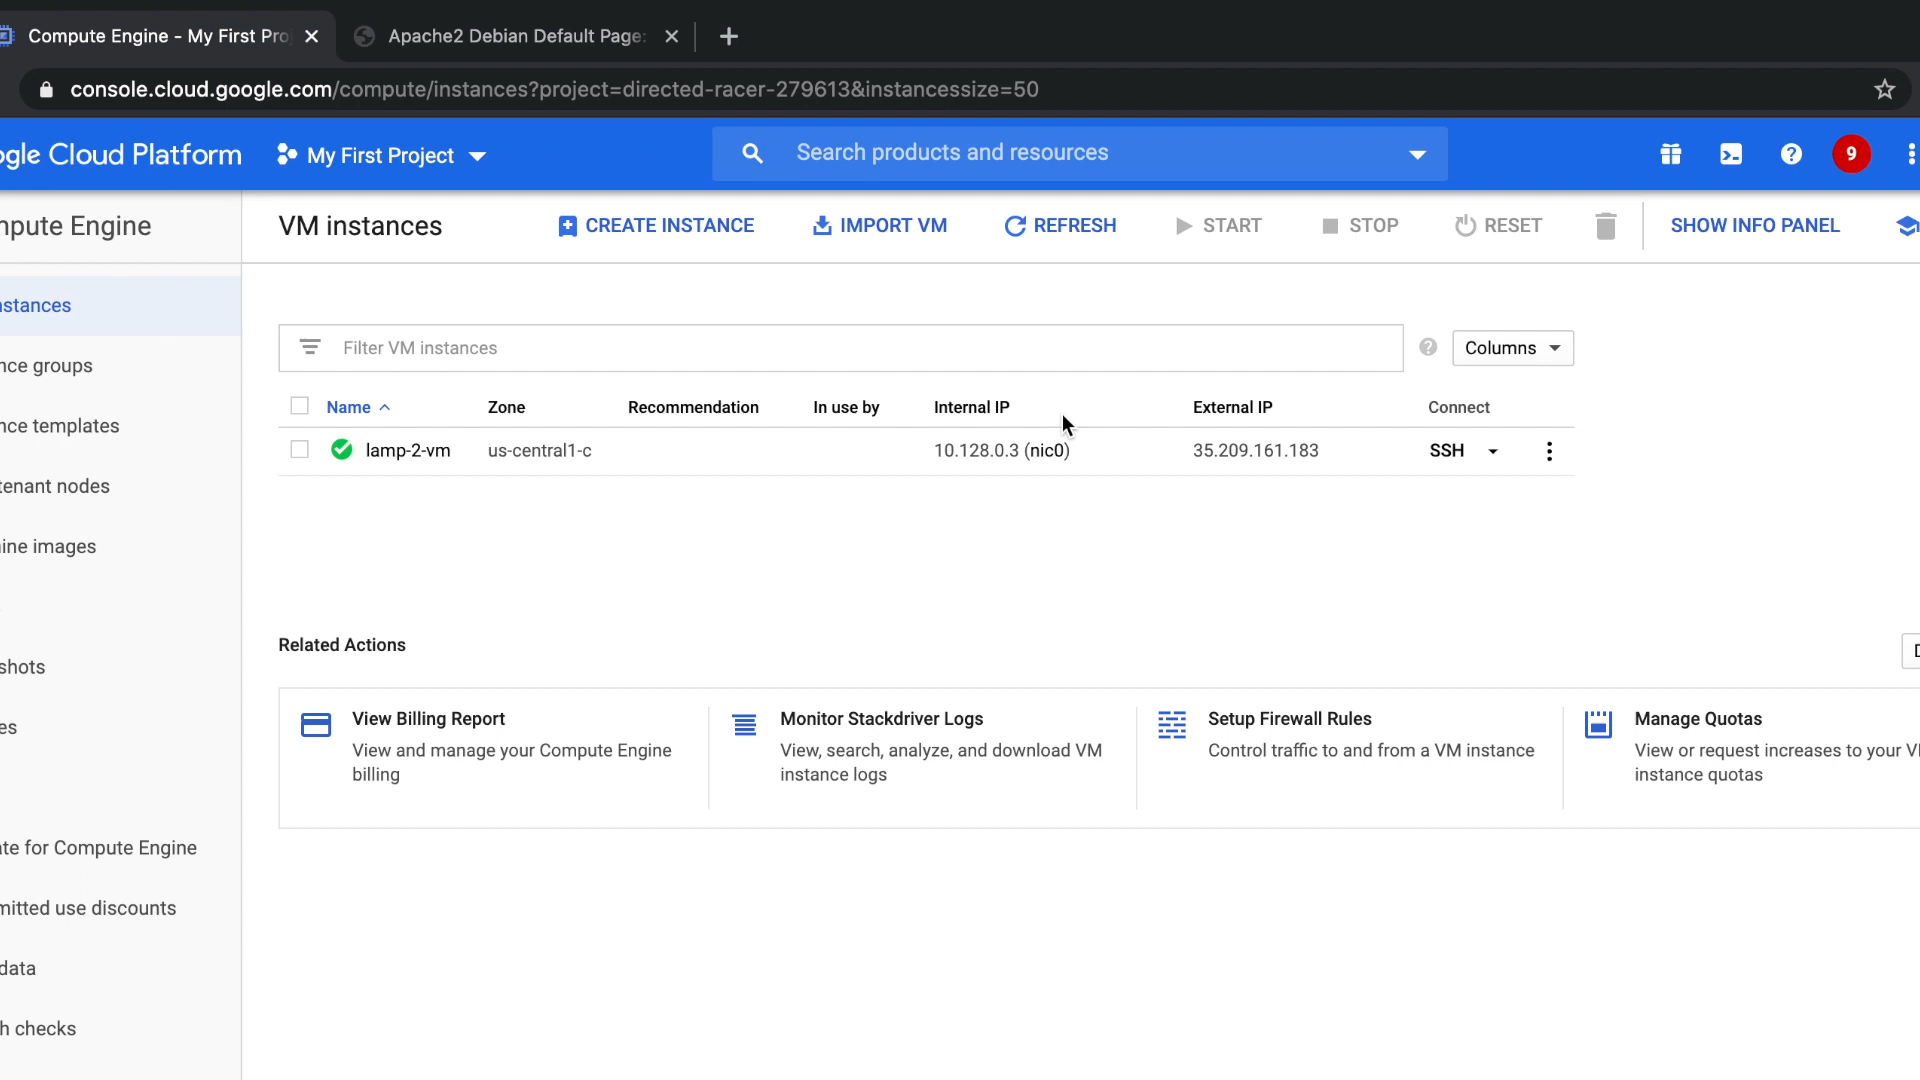 Compute Engine - My First Pro
Apache2 Debian Default Page:
console.cloud.google.com/compute/instances?project=directed-racer-279613&instancessize=50
ogle Cloud Platform
My First Project
Search products and resources
9
mpute Engine
VM instances
CREATE INSTANCE
IMPORT VM
REFRESH
START
STOP
RESET
SHOW INFO PANEL
nstances
nce groups
nce templates
tenant nodes
ine images
shots
es
ate for Compute Engine
mitted use discounts
data
h checks
Filter VM instances
Columns
Name Zone Recommendation In use by Internal IP External IP Connect
lamp-2-vm us-central1-c 10.128.0.3 (nic0) 35.209.161.183 SSH
Related Actions
View Billing Report
View and manage your Compute Engine
billing
Monitor Stackdriver Logs
View, search, analyze, and download VM
instance logs
Setup Firewall Rules
Control traffic to and from a VM instance
Manage Quotas
View or request increases to your VM
instance quotas